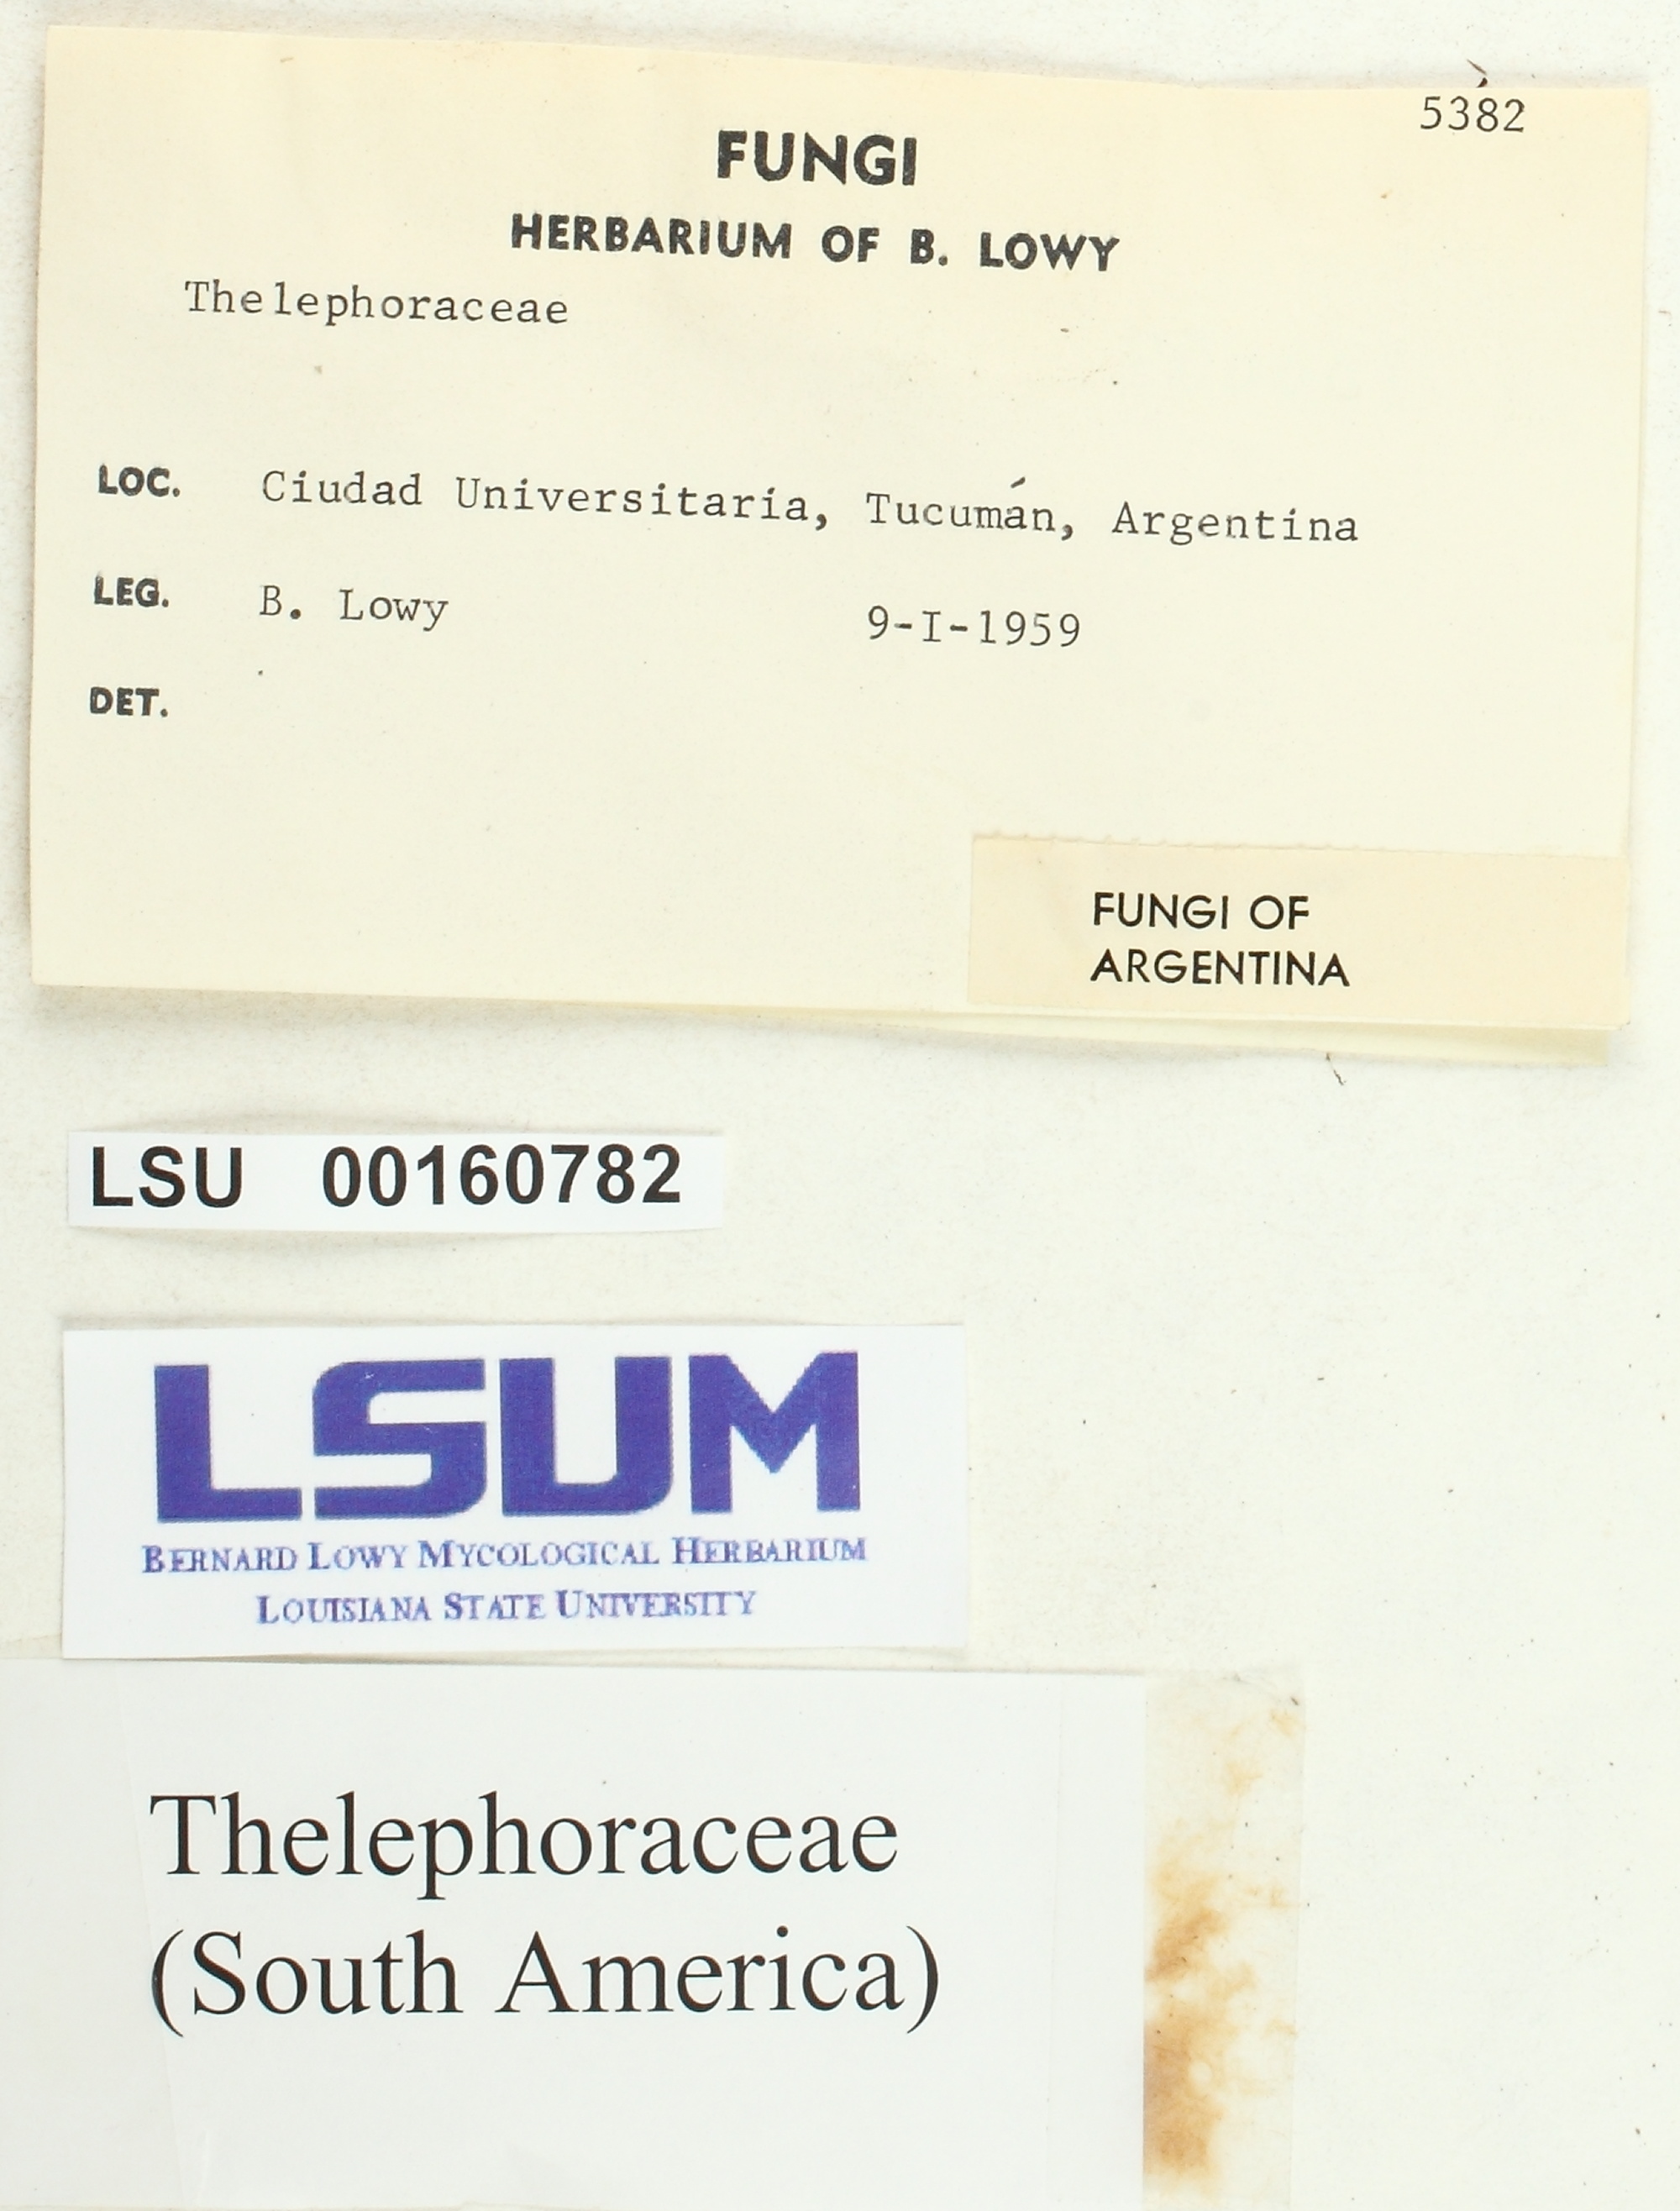 5382
FUNGI
HERBARIUM OF B. LOWY
Thelephoraceae
LOC. Ciudad Universitaria, Tucumán, Argentina
LEG. B. Lowy 9-I-1959
DET.
FUNGI OF
ARGENTINA
LSU 00160782
LSUM
BERNARD LOWY MYCOLOGICAL HERBARIUM
LOUISIANA STATE UNIVERSITY
Thelephoraceae
(South America)